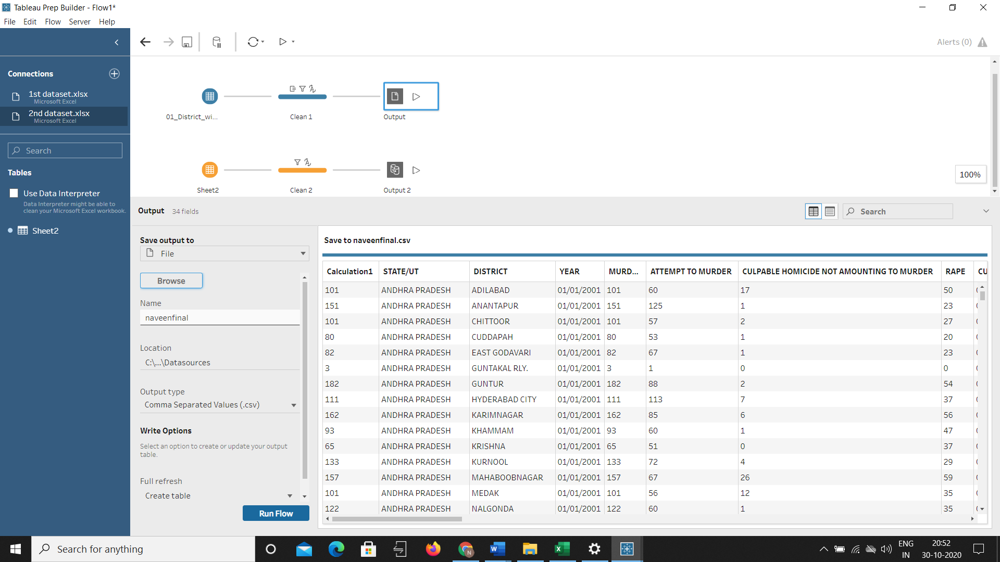 Tableau Prep Builder - Flow1*
File Edit Flow Server Help
Alerts (0)
Connections
1st dataset.xlsx
Microsoft Excel
2nd dataset.xlsx
Microsoft Excel
Search
Tables
Use Data Interpreter
Data Interpreter might be able to
clean your Microsoft Excel workbook.
Sheet2
01_District_wi...
Clean 1
Output
Sheet2
Clean 2
Output 2
100%
Output 34 fields
Search
Save output to
File
Browse
Name
naveenfinal
Location
C:\...\Datasources
Output type
Comma Separated Values (.csv)
Write Options
Select an option to create or update your output
table.
Full refresh
Create table
Run Flow
Save to naveenfinal.csv
Calculation1 STATE/UT DISTRICT YEAR MURD... ATTEMPT TO MURDER CULPABLE HOMICIDE NOT AMOUNTING TO MURDER RAPE CU
101 ANDHRA PRADESH ADILABAD 01/01/2001 101 60 17 50
151 ANDHRA PRADESH ANANTAPUR 01/01/2001 151 125 1 23
101 ANDHRA PRADESH CHITTOOR 01/01/2001 101 57 2 27
80 ANDHRA PRADESH CUDDAPAH 01/01/2001 80 53 1 20
82 ANDHRA PRADESH EAST GODAVARI 01/01/2001 82 67 1 23
3 ANDHRA PRADESH GUNTAKAL RLY. 01/01/2001 3 1 0 0
182 ANDHRA PRADESH GUNTUR 01/01/2001 182 88 2 54
111 ANDHRA PRADESH HYDERABAD CITY 01/01/2001 111 113 7 37
162 ANDHRA PRADESH KARIMNAGAR 01/01/2001 162 85 6 56
93 ANDHRA PRADESH KHAMMAM 01/01/2001 93 60 1 47
65 ANDHRA PRADESH KRISHNA 01/01/2001 65 51 0 37
133 ANDHRA PRADESH KURNOOL 01/01/2001 133 72 4 29
157 ANDHRA PRADESH MAHABOOBNAGAR 01/01/2001 157 67 26 59
101 ANDHRA PRADESH MEDAK 01/01/2001 101 56 12 35
122 ANDHRA PRADESH NALGONDA 01/01/2001 122 60 1 35
Search for anything
ENG
IN
20:52
30-10-2020